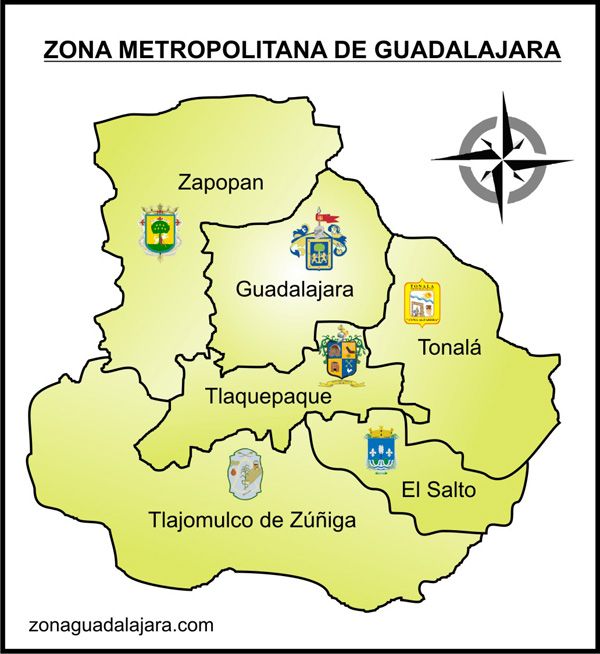 ZONA METROPOLITANA DE GUADALAJARA
Zapopan
Guadalajara
TONALA
Tonalá
Tlaquepaque
El Salto
Tlajomulco de Zúñiga
zonaguadalajara.com